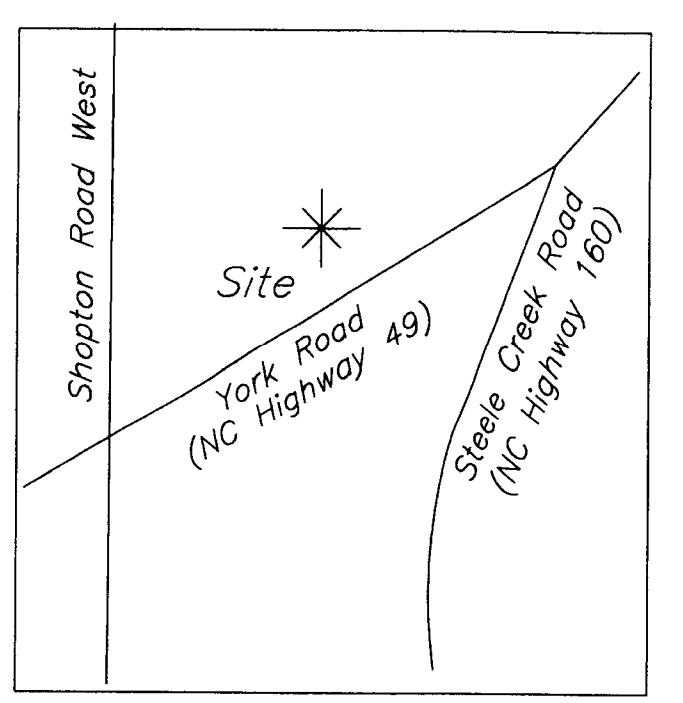 Shopton Road West
Site
York Road
(NC Highway 49)
Steele Creek Road
(NC Highway 160)